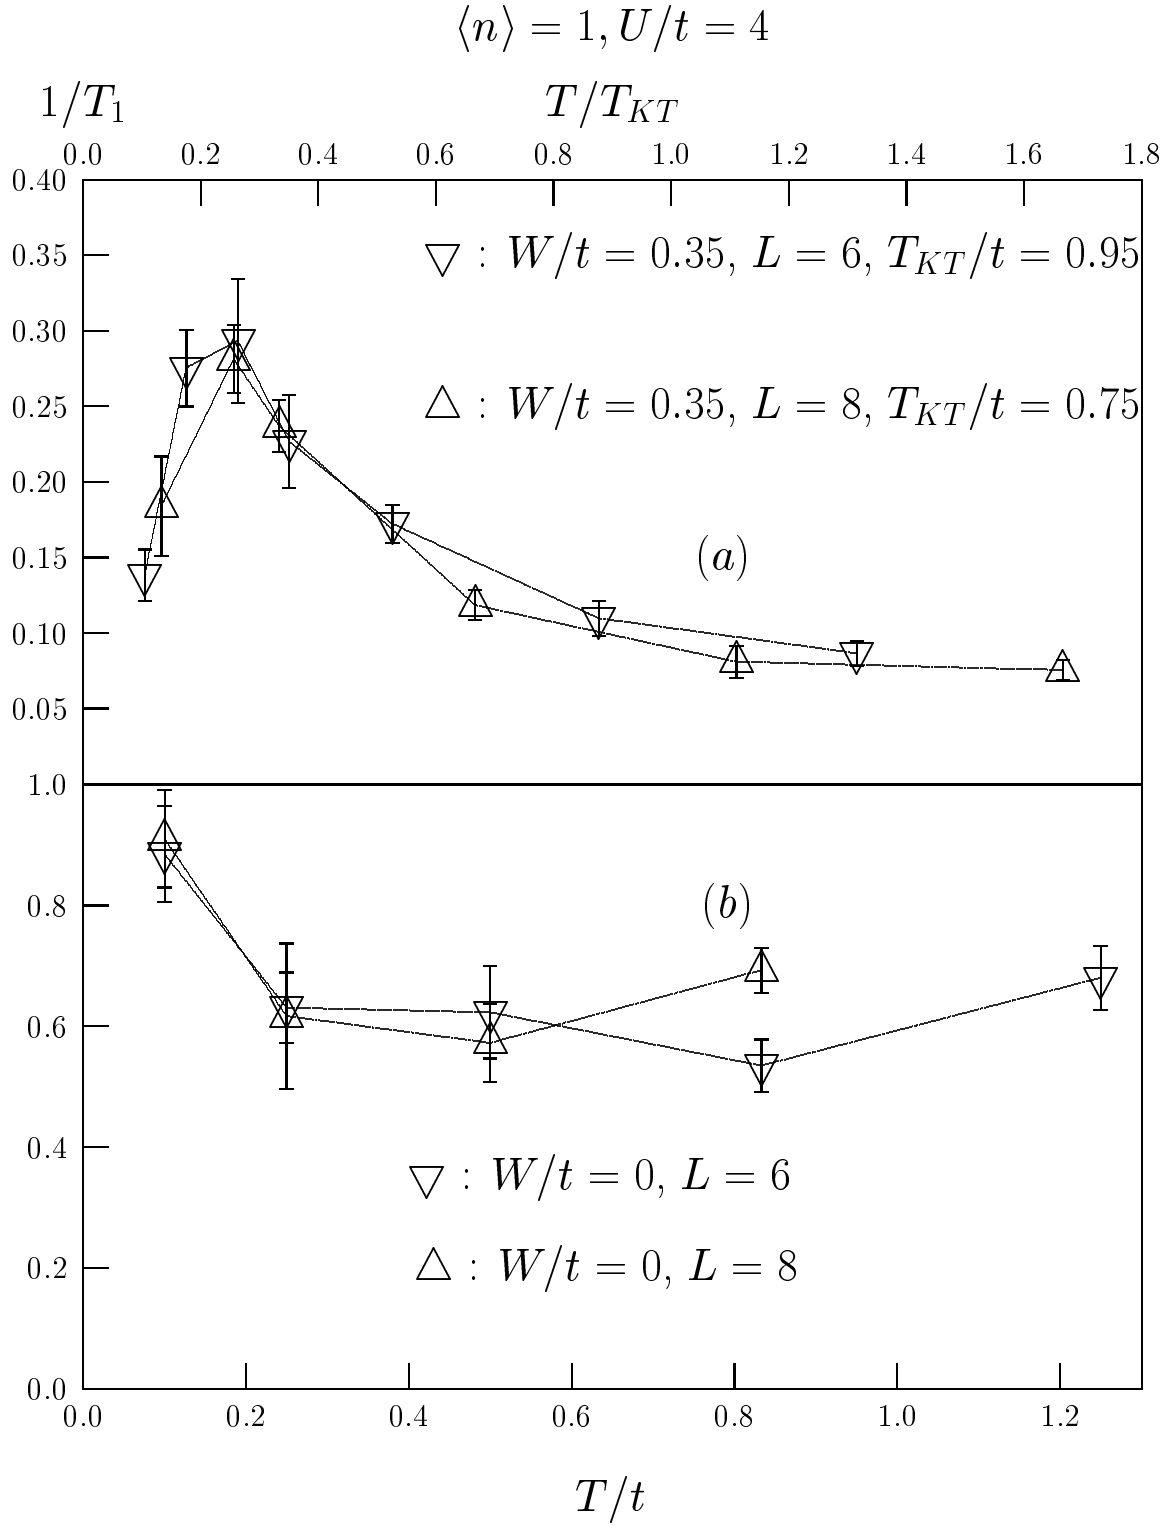 ⟨n⟩ = 1, U/t = 4
1/T₁ T/T_KT
0.0 0.2 0.4 0.6 0.8 1.0 1.2 1.4 1.6 1.8
0.40
▽ : W/t = 0.35, L = 6, T_KT/t = 0.95
0.35
0.30
△ : W/t = 0.35, L = 8, T_KT/t = 0.75
0.25
0.20
(a)
0.15
0.10
0.05
1.0
(b)
0.8
0.6
0.4
▽ : W/t = 0, L = 6
△ : W/t = 0, L = 8
0.2
0.0
0.0 0.2 0.4 0.6 0.8 1.0 1.2
T/t